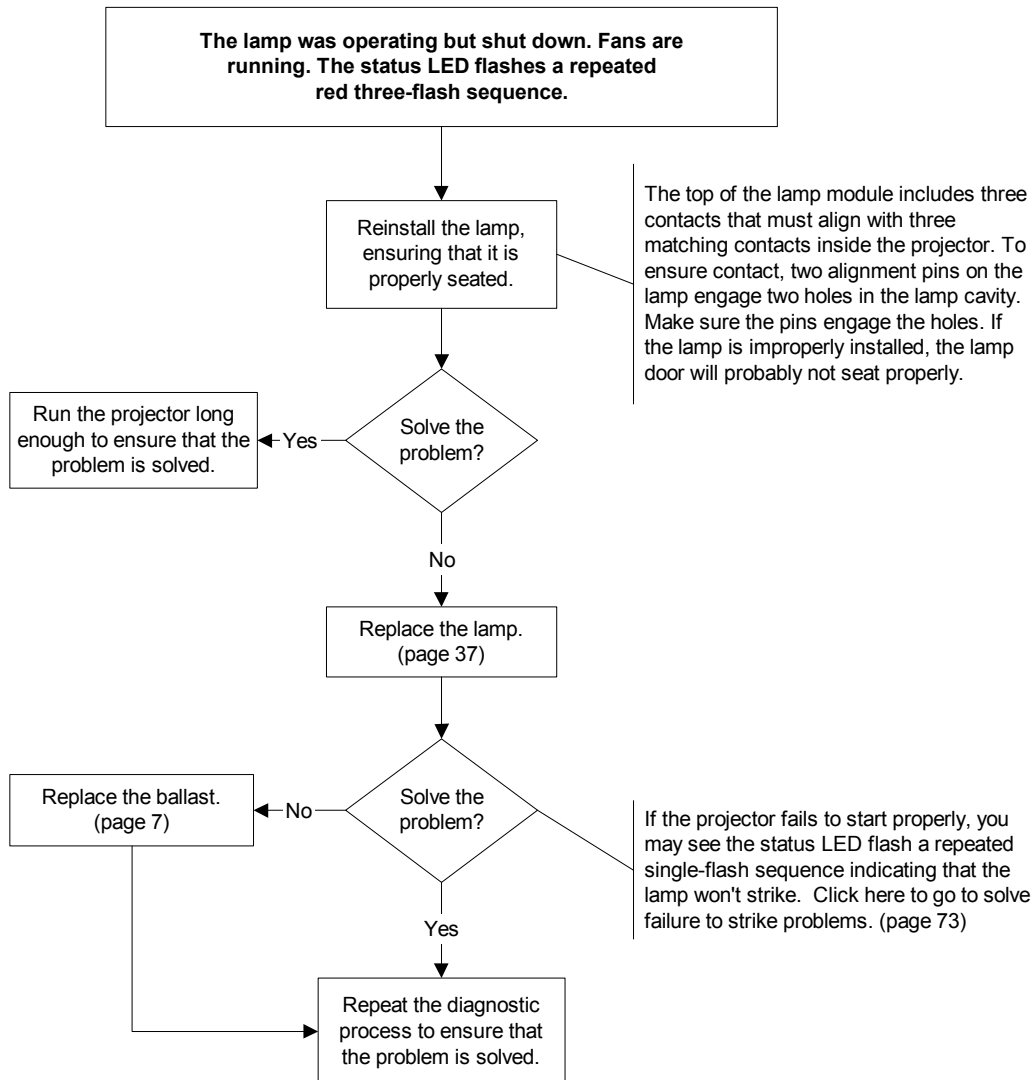 The lamp was operating but shut down. Fans are
running. The status LED flashes a repeated
red three-flash sequence.
Reinstall the lamp,
ensuring that it is
properly seated.
The top of the lamp module includes three
contacts that must align with three
matching contacts inside the projector. To
ensure contact, two alignment pins on the
lamp engage two holes in the lamp cavity.
Make sure the pins engage the holes. If
the lamp is improperly installed, the lamp
door will probably not seat properly.
Solve the
problem?
Yes
Run the projector long
enough to ensure that the
problem is solved.
No
Replace the lamp.
(page 37)
Solve the
problem?
No
Replace the ballast.
(page 7)
If the projector fails to start properly, you
may see the status LED flash a repeated
single-flash sequence indicating that the
lamp won't strike.  Click here to go to solve
failure to strike problems. (page 73)
Yes
Repeat the diagnostic
process to ensure that
the problem is solved.